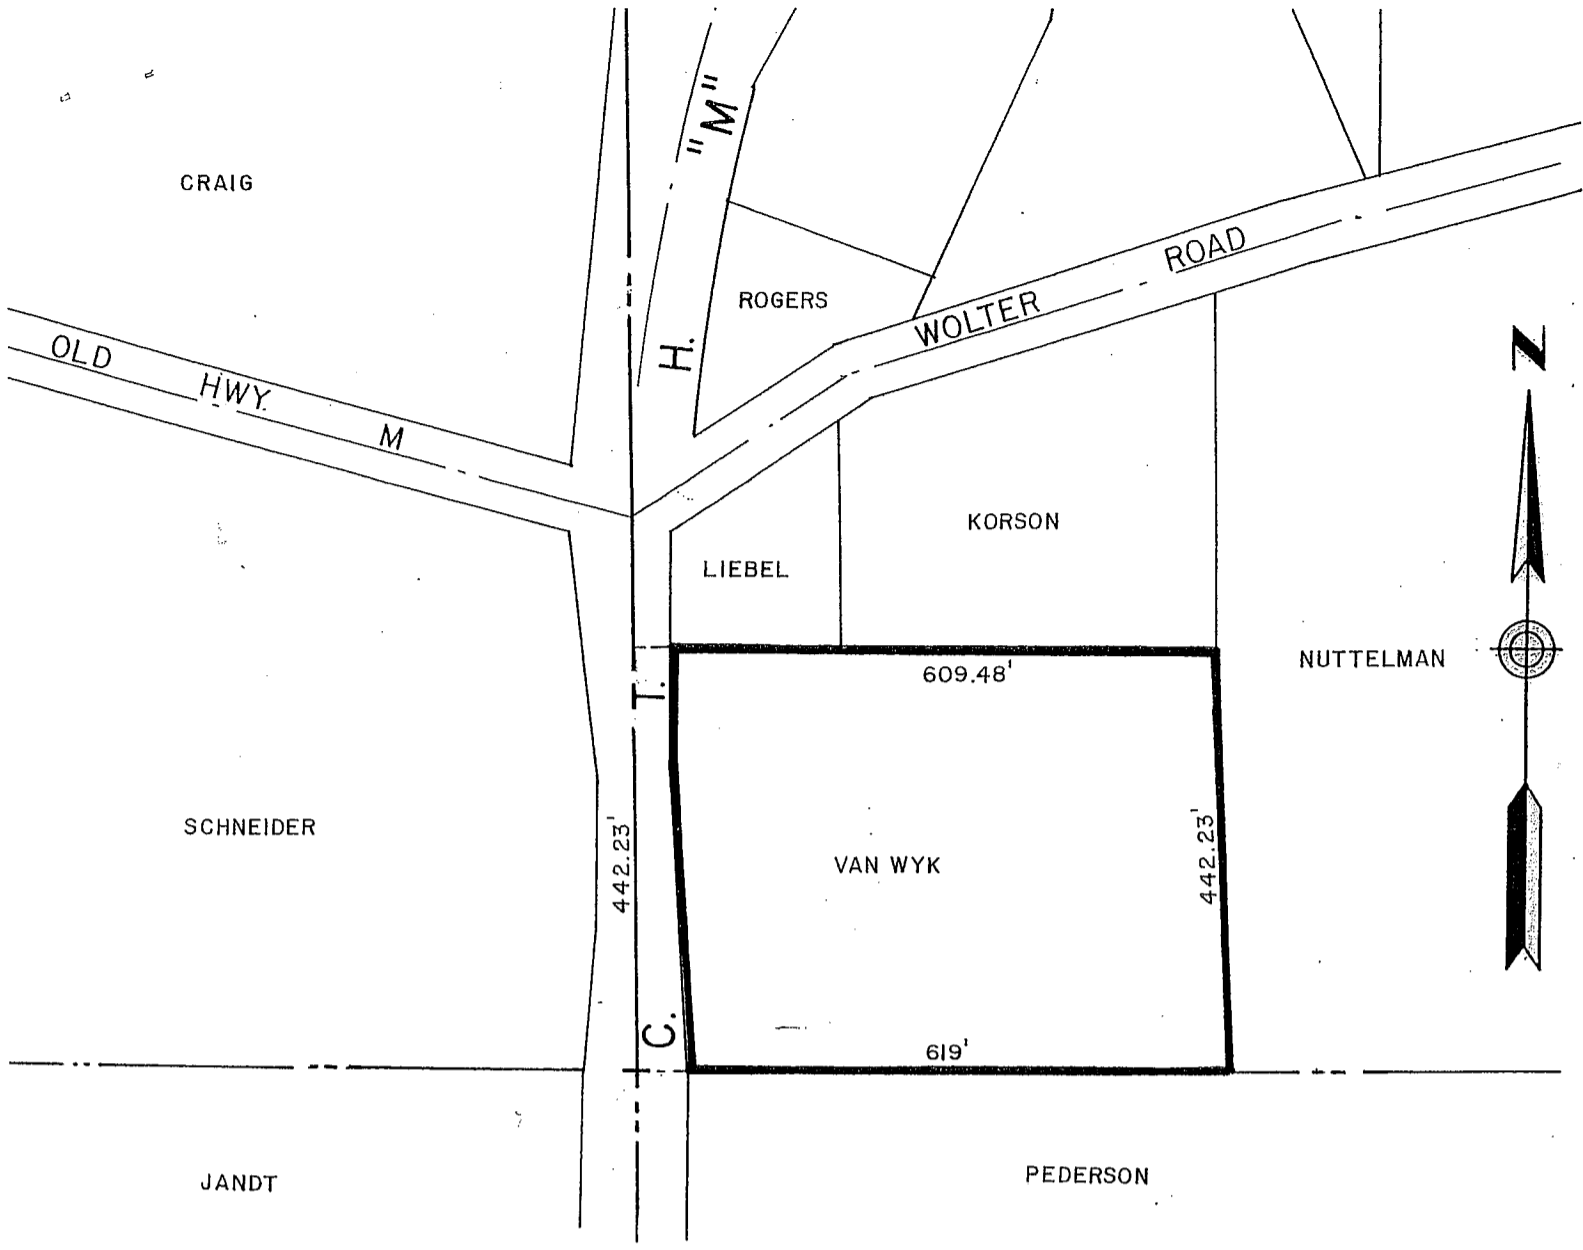 "M"
CRAIG
ROAD
ROGERS
WOLTER
N
H.
OLD HWY. M
KORSON
LIEBEL
NUTTELMAN
609.48'
T.
SCHNEIDER
442.23'
VAN WYK
442.23'
C.
619'
PEDERSON
JANDT